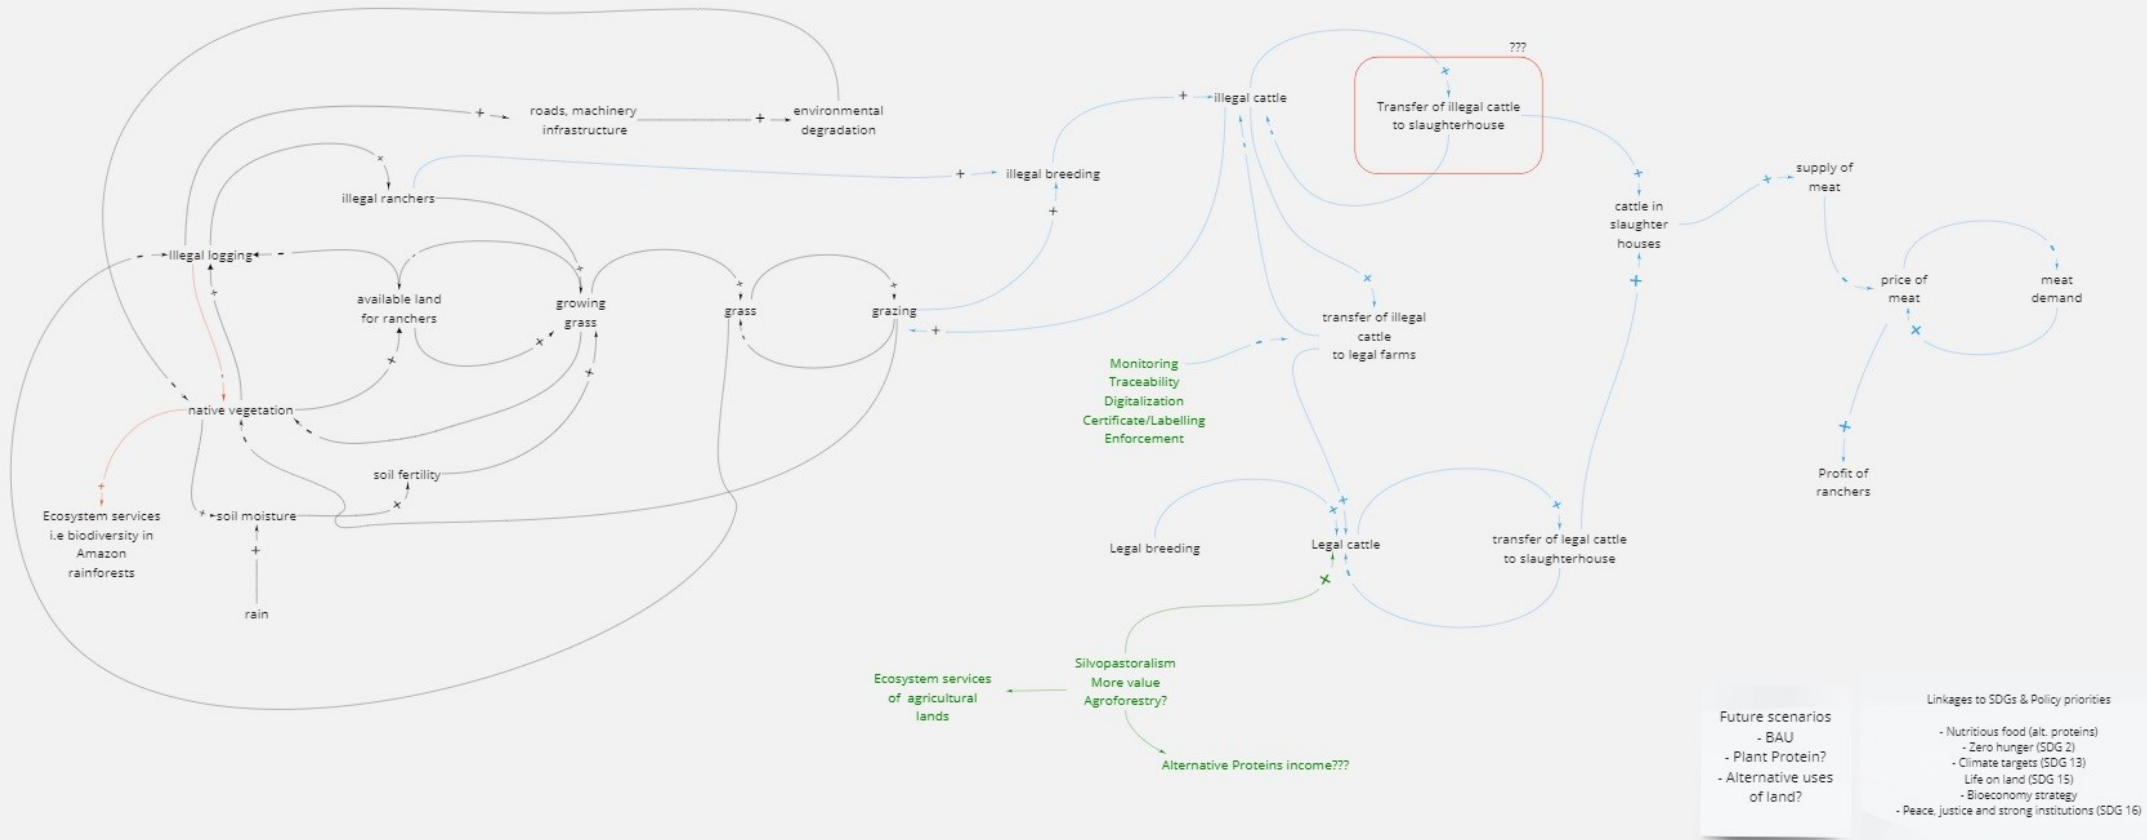 ???
roads, machinery
infrastructure
environmental
degradation
illegal cattle
Transfer of illegal cattle
to slaughterhouse
illegal ranchers
illegal breeding
supply of
meat
cattle in
slaughter
houses
Illegal logging
available land
for ranchers
growing
grass
grass
grazing
transfer of illegal
cattle
to legal farms
price of
meat
meat
demand
Monitoring
Traceability
Digitalization
Certificate/Labelling
Enforcement
native vegetation
soil fertility
Profit of
ranchers
Ecosystem services
i.e biodiversity in
Amazon
rainforests
soil moisture
rain
Legal breeding
Legal cattle
transfer of legal cattle
to slaughterhouse
Silvopastoralism
More value
Agroforestry?
Ecosystem services
of agricultural
lands
Alternative Proteins income???
Future scenarios
- BAU
- Plant Protein?
- Alternative uses
of land?
Linkages to SDGs & Policy priorities
- Nutritious food (alt. proteins)
- Zero hunger (SDG 2)
- Climate targets (SDG 13)
Life on land (SDG 15)
- Bioeconomy strategy
- Peace, justice and strong institutions (SDG 16)